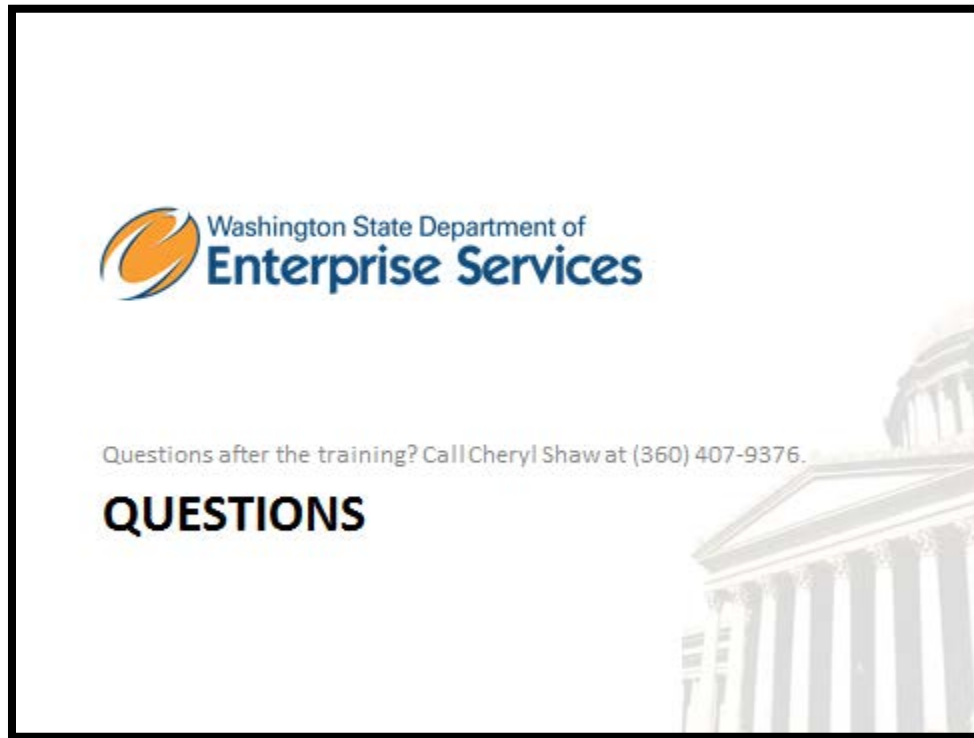 Washington State Department of
Enterprise Services
Questions after the training? Call Cheryl Shaw at (360) 407-9376.
QUESTIONS